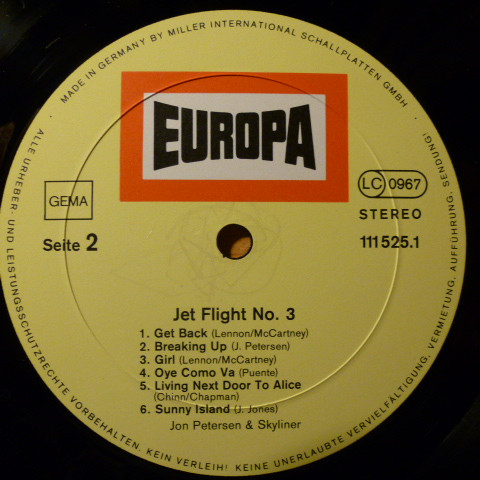 MADE IN GERMANY BY MILLER INTERNATIONAL SCHALLPLATTEN GMBH ·
ALLE URHEBER- UND LEISTUNGSSCHUTZRECHTE VORBEHALTEN. KEIN VERLEIH! KEINE UNERLAUBTE VERVIELFÄLTIGUNG, VERMIETUNG, AUFFÜHRUNG, SENDUNG!
EUROPA
GEMA
LC 0967
STEREO
Seite 2
111 525.1
Jet Flight No. 3
1. Get Back (Lennon/McCartney)
2. Breaking Up (J. Petersen)
3. Girl (Lennon/McCartney)
4. Oye Como Va (Puente)
5. Living Next Door To Alice
(Chinn/Chapman)
6. Sunny Island (J. Jones)
Jon Petersen & Skyliner